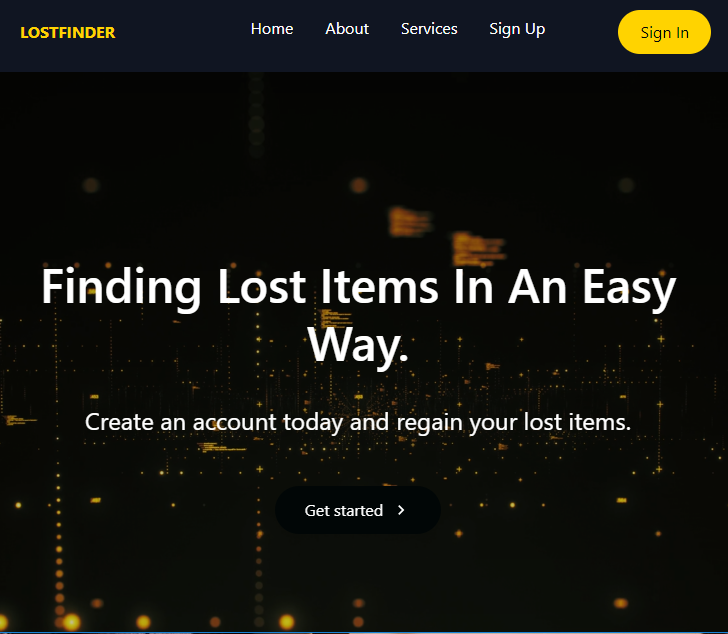 LOSTFINDER Home About Services Sign Up Sign In
Finding Lost Items In An Easy
Way.
Create an account today and regain your lost items.
Get started